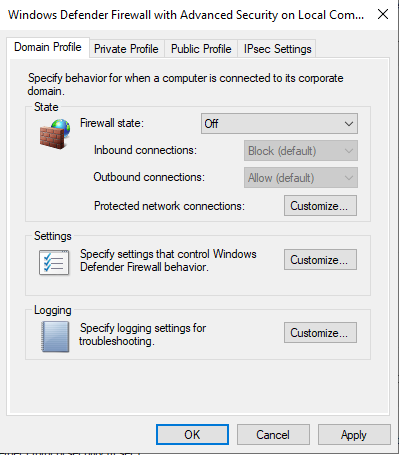 Windows Defender Firewall with Advanced Security on Local Com...
Domain Profile
Private Profile
Public Profile
IPsec Settings
Specify behavior for when a computer is connected to its corporate
domain.
State
Firewall state:
Off
Inbound connections:
Block (default)
Outbound connections:
Allow (default)
Protected network connections:
Customize...
Settings
Specify settings that control Windows
Defender Firewall behavior.
Customize...
Logging
Specify logging settings for
troubleshooting.
Customize...
OK
Cancel
Apply